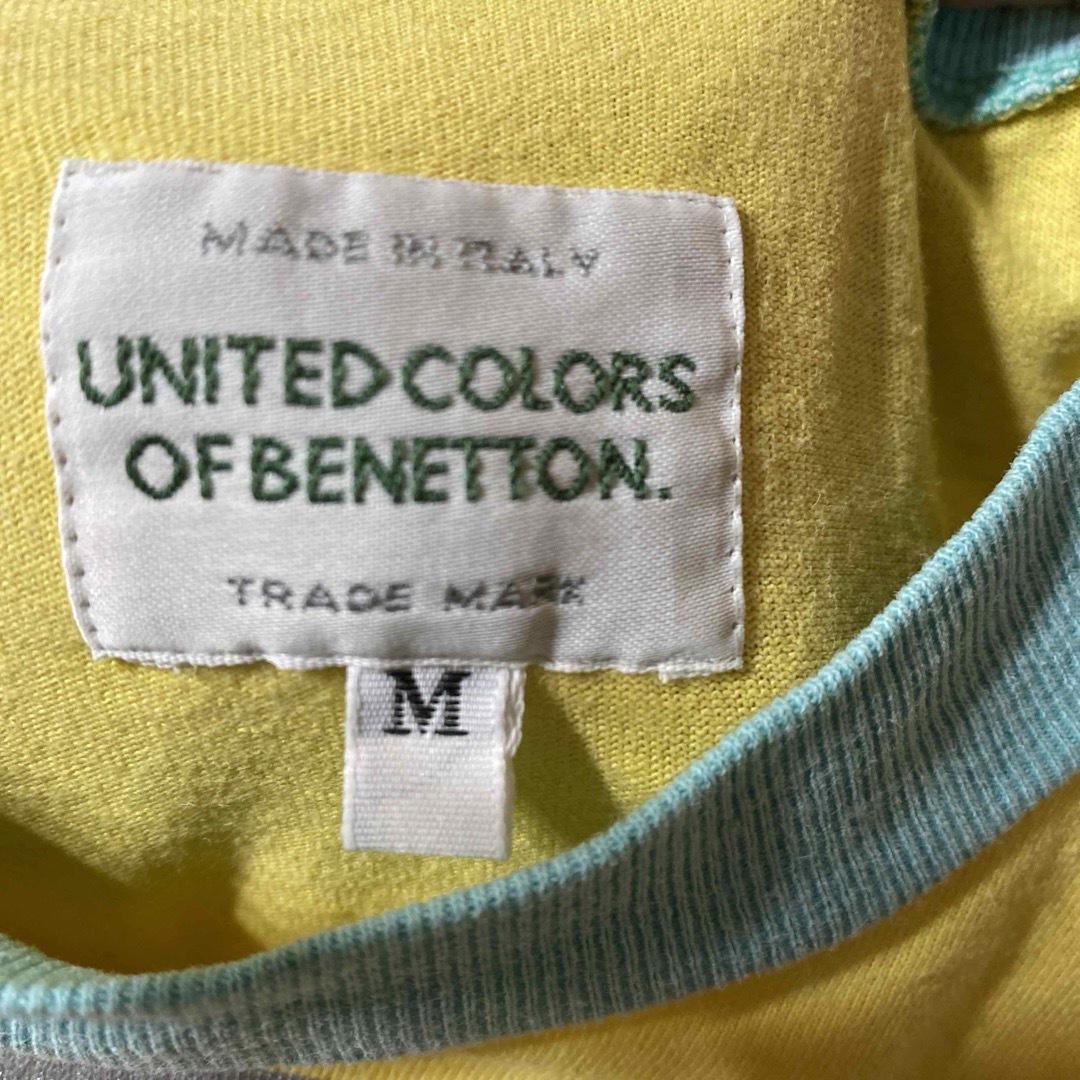 MADE IN ITALY
UNITED COLORS
OF BENETTON.
TRADE MARK
M